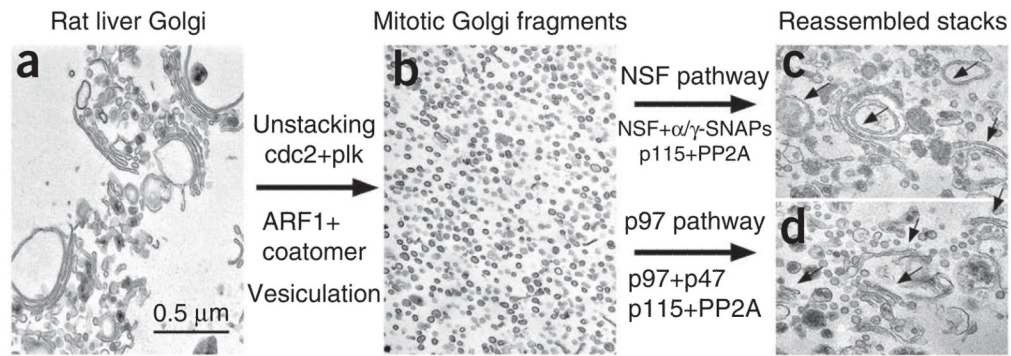 Rat liver Golgi
Mitotic Golgi fragments
Reassembled stacks
a
Unstacking
cdc2+plk
ARF1+
coatomer
Vesiculation
0.5 μm
b
NSF pathway
NSF+α/γ-SNAPs
p115+PP2A
p97 pathway
p97+p47
p115+PP2A
c
d